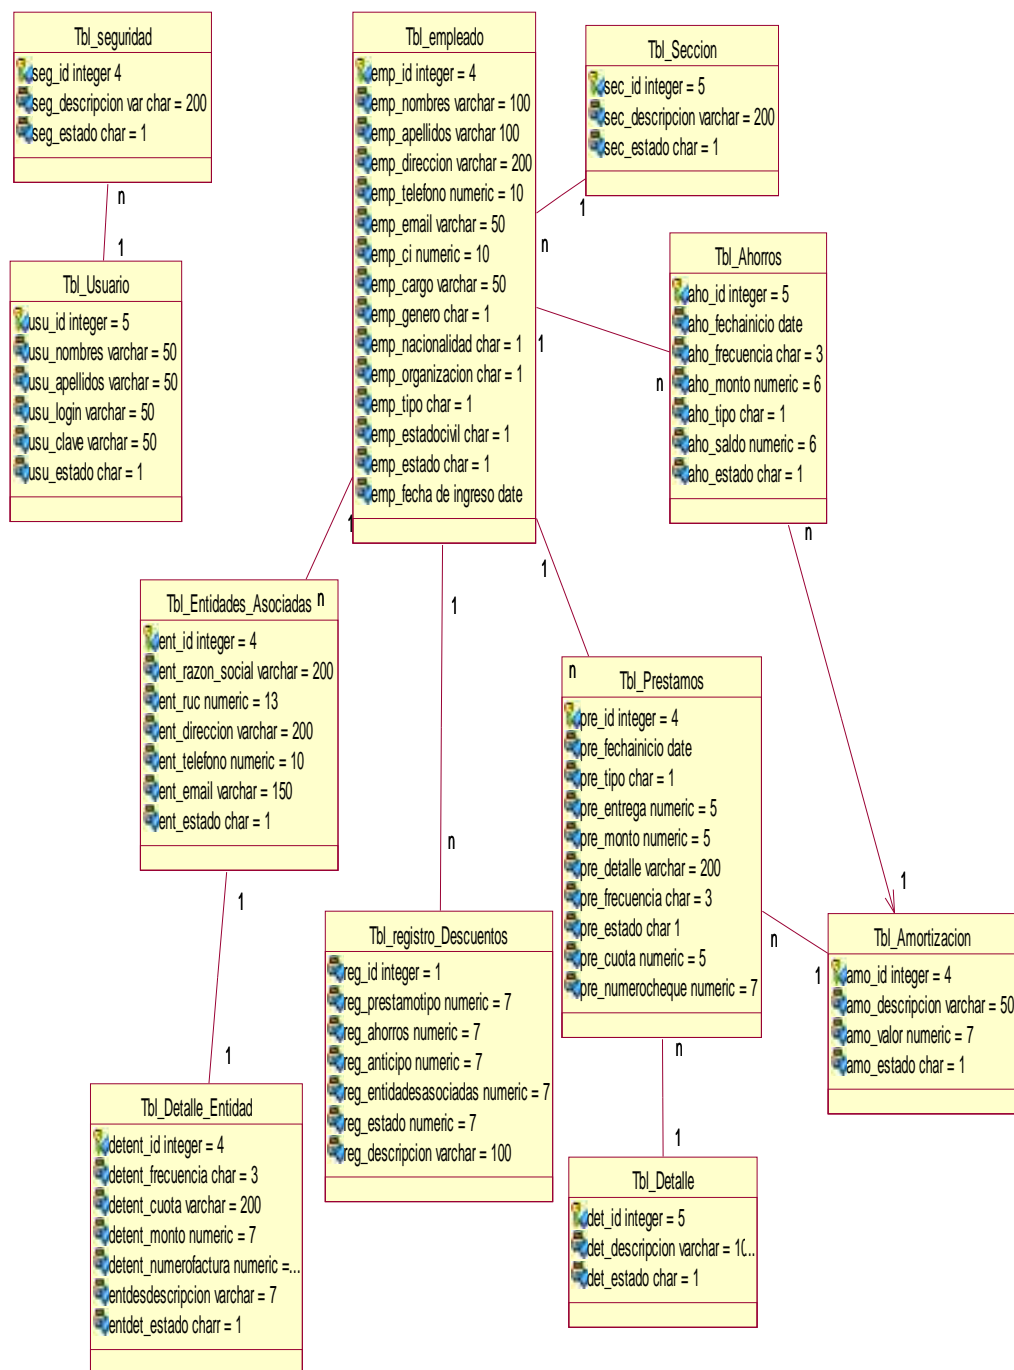 Tbl_seguridad
seg_id integer 4
seg_descripcion var char = 200
seg_estado char = 1
n
1
Tbl_Usuario
usu_id integer = 5
usu_nombres varchar = 50
usu_apellidos varchar = 50
usu_login varchar = 50
usu_clave varchar = 50
usu_estado char = 1
Tbl_empleado
emp_id integer = 4
emp_nombres varchar = 100
emp_apellidos varchar 100
emp_direccion varchar = 200
emp_telefono numeric = 10
emp_email varchar = 50
emp_ci numeric = 10
emp_cargo varchar = 50
emp_genero char = 1
emp_nacionalidad char = 1
emp_organizacion char = 1
emp_tipo char = 1
emp_estadocivil char = 1
emp_estado char = 1
emp_fecha de ingreso date
Tbl_Seccion
sec_id integer = 5
sec_descripcion varchar = 200
sec_estado char = 1
1
n
Tbl_Ahorros
aho_id integer = 5
aho_fechainicio date
aho_frecuencia char = 3
aho_monto numeric = 6
aho_tipo char = 1
aho_saldo numeric = 6
aho_estado char = 1
1
n
n
1
1
n
Tbl_Entidades_Asociadas
ent_id integer = 4
ent_razon_social varchar = 200
ent_ruc numeric = 13
ent_direccion varchar = 200
ent_telefono numeric = 10
ent_email varchar = 150
ent_estado char = 1
1
1
Tbl_Detalle_Entidad
detent_id integer = 4
detent_frecuencia char = 3
detent_cuota varchar = 200
detent_monto numeric = 7
detent_numerofactura numeric =...
entdesdescripcion varchar = 7
entdet_estado charr = 1
1
n
Tbl_registro_Descuentos
reg_id integer = 1
reg_prestamotipo numeric = 7
reg_ahorros numeric = 7
reg_anticipo numeric = 7
reg_entidadesasociadas numeric = 7
reg_estado numeric = 7
reg_descripcion varchar = 100
1
n
Tbl_Prestamos
pre_id integer = 4
pre_fechainicio date
pre_tipo char = 1
pre_entrega numeric = 5
pre_monto numeric = 5
pre_detalle varchar = 200
pre_frecuencia char = 3
pre_estado char 1
pre_cuota numeric = 5
pre_numerocheque numeric = 7
n
1
Tbl_Amortizacion
amo_id integer = 4
amo_descripcion varchar = 50
amo_valor numeric = 7
amo_estado char = 1
n
1
Tbl_Detalle
det_id integer = 5
det_descripcion varchar = 10...
det_estado char = 1